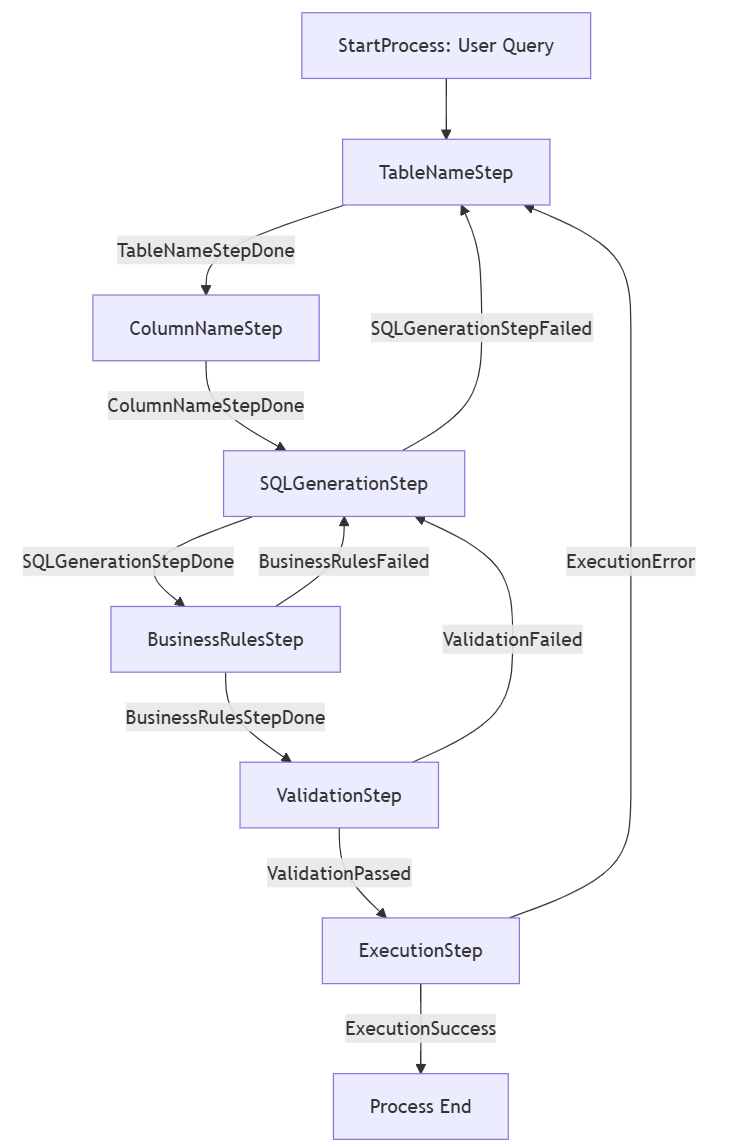 StartProcess: User Query
TableNameStep
TableNameStepDone
ColumnNameStep
SQLGenerationStepFailed
ColumnNameStepDone
SQLGenerationStep
SQLGenerationStepDone
BusinessRulesFailed
ExecutionError
BusinessRulesStep
ValidationFailed
BusinessRulesStepDone
ValidationStep
ValidationPassed
ExecutionStep
ExecutionSuccess
Process End